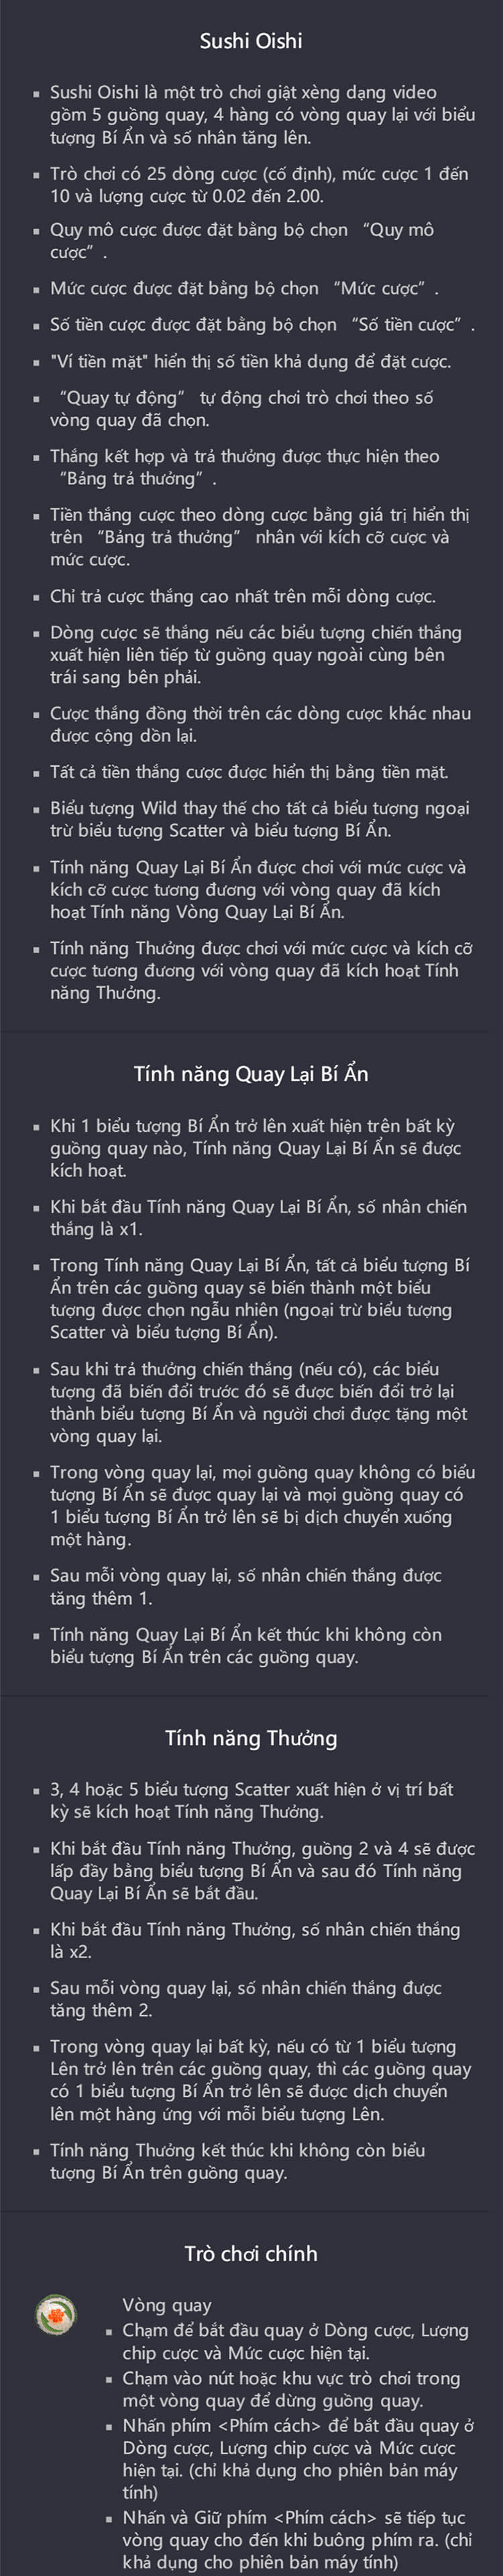 Sushi Oishi
▪ Sushi Oishi là một trò chơi giật xèng dạng video
gồm 5 guồng quay, 4 hàng có vòng quay lại với biểu
tượng Bí Ẩn và số nhân tăng lên.
▪ Trò chơi có 25 dòng cược (cố định), mức cược 1 đến
10 và lượng cược từ 0.02 đến 2.00.
▪ Quy mô cược được đặt bằng bộ chọn “Quy mô
cược”.
▪ Mức cược được đặt bằng bộ chọn “Mức cược”.
▪ Số tiền cược được đặt bằng bộ chọn “Số tiền cược”.
▪ "Ví tiền mặt" hiển thị số tiền khả dụng để đặt cược.
▪ “Quay tự động” tự động chơi trò chơi theo số
vòng quay đã chọn.
▪ Thắng kết hợp và trả thưởng được thực hiện theo
“Bảng trả thưởng”.
▪ Tiền thắng cược theo dòng cược bằng giá trị hiển thị
trên “Bảng trả thưởng” nhân với kích cỡ cược và
mức cược.
▪ Chỉ trả cược thắng cao nhất trên mỗi dòng cược.
▪ Dòng cược sẽ thắng nếu các biểu tượng chiến thắng
xuất hiện liên tiếp từ guồng quay ngoài cùng bên
trái sang bên phải.
▪ Cược thắng đồng thời trên các dòng cược khác nhau
được cộng dồn lại.
▪ Tất cả tiền thắng cược được hiển thị bằng tiền mặt.
▪ Biểu tượng Wild thay thế cho tất cả biểu tượng ngoại
trừ biểu tượng Scatter và biểu tượng Bí Ẩn.
▪ Tính năng Quay Lại Bí Ẩn được chơi với mức cược và
kích cỡ cược tương đương với vòng quay đã kích
hoạt Tính năng Vòng Quay Lại Bí Ẩn.
▪ Tính năng Thưởng được chơi với mức cược và kích cỡ
cược tương đương với vòng quay đã kích hoạt Tính
năng Thưởng.
Tính năng Quay Lại Bí Ẩn
▪ Khi 1 biểu tượng Bí Ẩn trở lên xuất hiện trên bất kỳ
guồng quay nào, Tính năng Quay Lại Bí Ẩn sẽ được
kích hoạt.
▪ Khi bắt đầu Tính năng Quay Lại Bí Ẩn, số nhân chiến
thắng là x1.
▪ Trong Tính năng Quay Lại Bí Ẩn, tất cả biểu tượng Bí
Ẩn trên các guồng quay sẽ biến thành một biểu
tượng được chọn ngẫu nhiên (ngoại trừ biểu tượng
Scatter và biểu tượng Bí Ẩn).
▪ Sau khi trả thưởng chiến thắng (nếu có), các biểu
tượng đã biến đổi trước đó sẽ được biến đổi trở lại
thành biểu tượng Bí Ẩn và người chơi được tặng một
vòng quay lại.
▪ Trong vòng quay lại, mọi guồng quay không có biểu
tượng Bí Ẩn sẽ được quay lại và mọi guồng quay có
1 biểu tượng Bí Ẩn trở lên sẽ bị dịch chuyển xuống
một hàng.
▪ Sau mỗi vòng quay lại, số nhân chiến thắng được
tăng thêm 1.
▪ Tính năng Quay Lại Bí Ẩn kết thúc khi không còn
biểu tượng Bí Ẩn trên các guồng quay.
Tính năng Thưởng
▪ 3, 4 hoặc 5 biểu tượng Scatter xuất hiện ở vị trí bất
kỳ sẽ kích hoạt Tính năng Thưởng.
▪ Khi bắt đầu Tính năng Thưởng, guồng 2 và 4 sẽ được
lấp đầy bằng biểu tượng Bí Ẩn và sau đó Tính năng
Quay Lại Bí Ẩn sẽ bắt đầu.
▪ Khi bắt đầu Tính năng Thưởng, số nhân chiến thắng
là x2.
▪ Sau mỗi vòng quay lại, số nhân chiến thắng được
tăng thêm 2.
▪ Trong vòng quay lại bất kỳ, nếu có từ 1 biểu tượng
Lên trở lên trên các guồng quay, thì các guồng quay
có 1 biểu tượng Bí Ẩn trở lên sẽ được dịch chuyển
lên một hàng ứng với mỗi biểu tượng Lên.
▪ Tính năng Thưởng kết thúc khi không còn biểu
tượng Bí Ẩn trên guồng quay.
Trò chơi chính
Vòng quay
▪ Chạm để bắt đầu quay ở Dòng cược, Lượng
chip cược và Mức cược hiện tại.
▪ Chạm vào nút hoặc khu vực trò chơi trong
một vòng quay để dừng guồng quay.
▪ Nhấn phím <Phím cách> để bắt đầu quay ở
Dòng cược, Lượng chip cược và Mức cược
hiện tại. (chỉ khả dụng cho phiên bản máy
tính)
▪ Nhấn và Giữ phím <Phím cách> sẽ tiếp tục
vòng quay cho đến khi buông phím ra. (chỉ
khả dụng cho phiên bản máy tính)